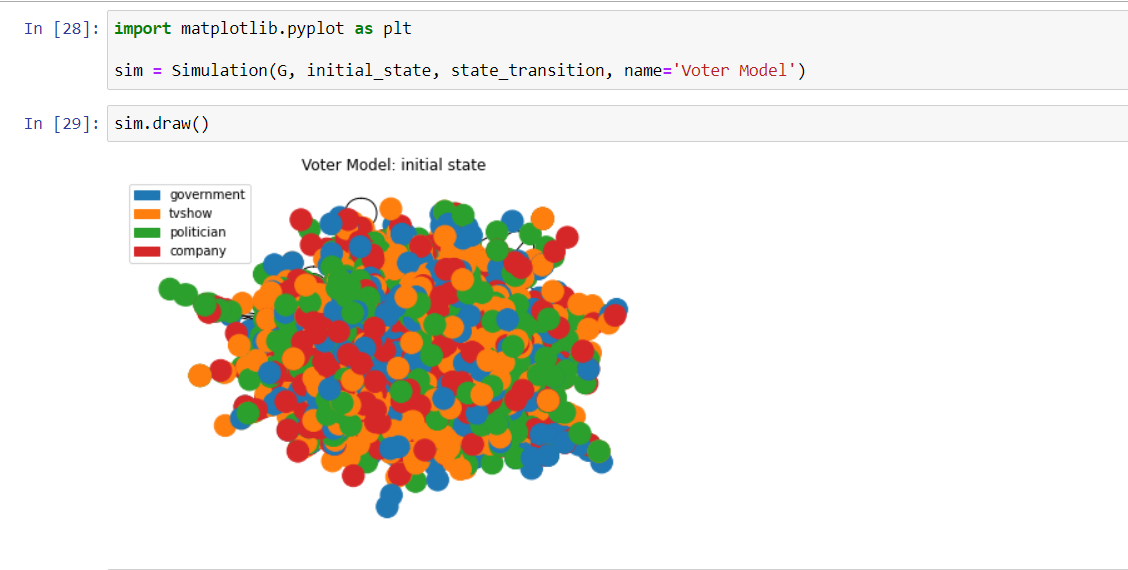 In [28]: import matplotlib.pyplot as plt
sim = Simulation(G, initial_state, state_transition, name='Voter Model')
In [29]: sim.draw()
Voter Model: initial state
government
tvshow
politician
company